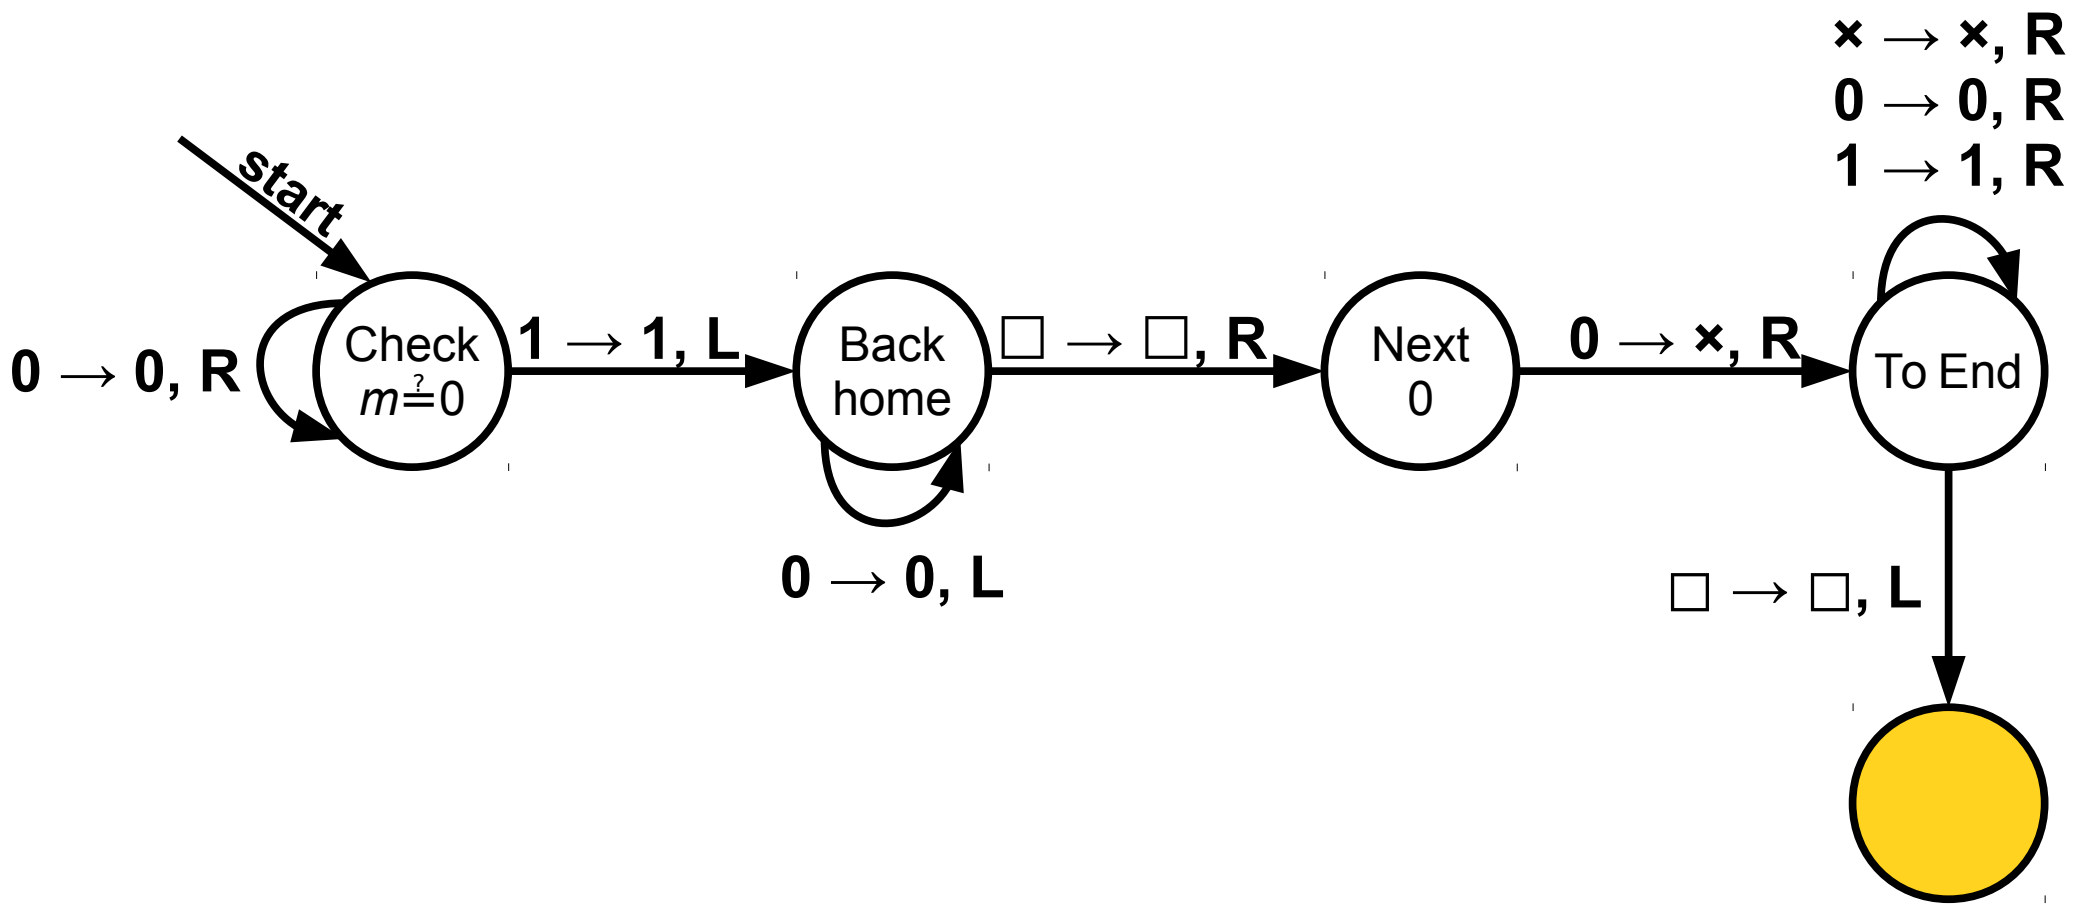 × → ×, R
0 → 0, R
1 → 1, R
start
0 → 0, R
Check
m≟0
1 → 1, L
Back
home
□ → □, R
Next
0
0 → ×, R
To End
0 → 0, L
□ → □, L